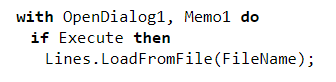 with OpenDialog1, Memo1 do
if Execute then
Lines.LoadFromFile(FileName);